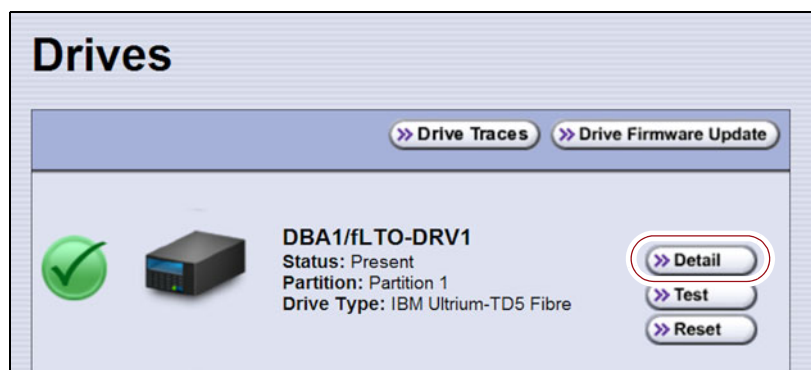 Drives
>> Drive Traces >> Drive Firmware Update
DBA1/fLTO-DRV1
Status: Present
Partition: Partition 1
Drive Type: IBM Ultrium-TD5 Fibre
>> Detail
>> Test
>> Reset